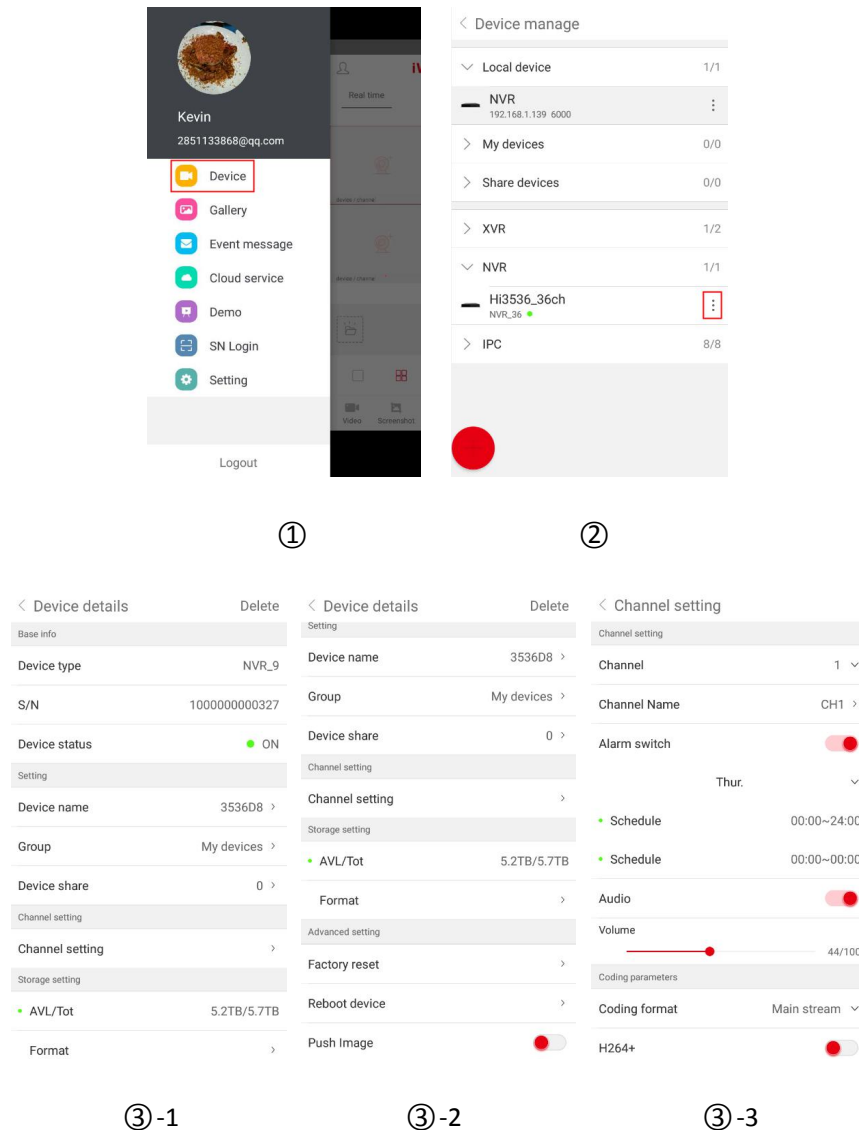 Kevin
2851133868@qq.com
Device
Gallery
Event message
Cloud service
Demo
SN Login
Setting
Logout
Real time
Video Screenshot
Device manage
Local device 1/1
NVR
192.168.1.139 6000
My devices 0/0
Share devices 0/0
XVR 1/2
NVR 1/1
Hi3536_36ch
NVR_36
IPC 8/8
① ②
Device details Delete
Base info
Device type NVR_9
S/N 1000000000327
Device status ON
Setting
Device name 3536D8
Group My devices
Device share 0
Channel setting
Channel setting
Storage setting
AVL/Tot 5.2TB/5.7TB
Format
Device details Delete
Setting
Device name 3536D8
Group My devices
Device share 0
Channel setting
Channel setting
Storage setting
AVL/Tot 5.2TB/5.7TB
Format
Advanced setting
Factory reset
Reboot device
Push Image
Channel setting
Channel setting
Channel 1
Channel Name CH1
Alarm switch
Thur.
Schedule 00:00~24:00
Schedule 00:00~00:00
Audio
Volume
44/100
Coding parameters
Coding format Main stream
H264+
③-1 ③-2 ③-3